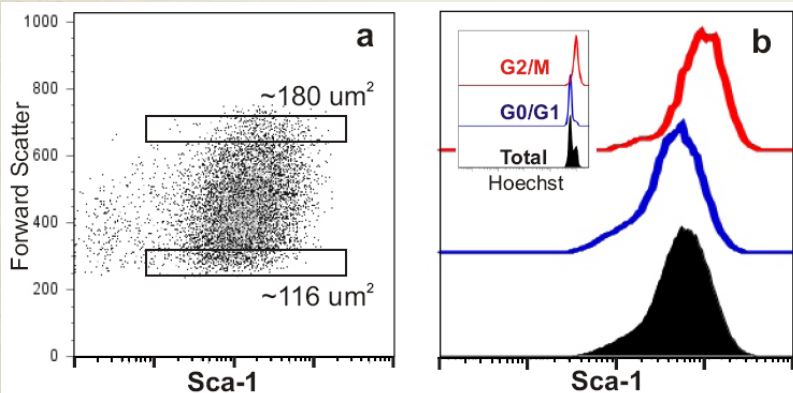 a
1000
800
600
400
200
0
Forward Scatter
~180 um²
~116 um²
Sca-1
b
G2/M
G0/G1
Total
Hoechst
Sca-1